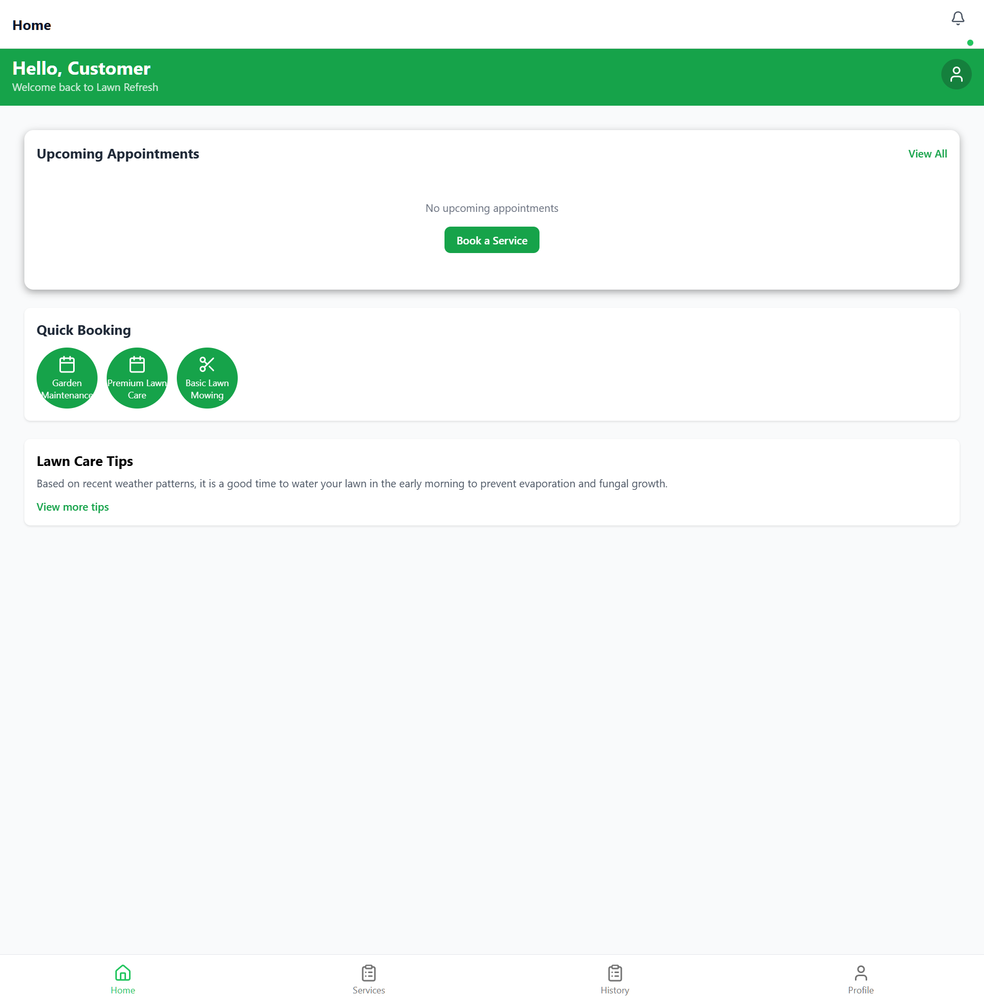 Home
Hello, Customer
Welcome back to Lawn Refresh
Upcoming Appointments
View All
No upcoming appointments
Book a Service
Quick Booking
Garden
Maintenance
Premium Lawn
Care
Basic Lawn
Mowing
Lawn Care Tips
Based on recent weather patterns, it is a good time to water your lawn in the early morning to prevent evaporation and fungal growth.
View more tips
Home
Services
History
Profile